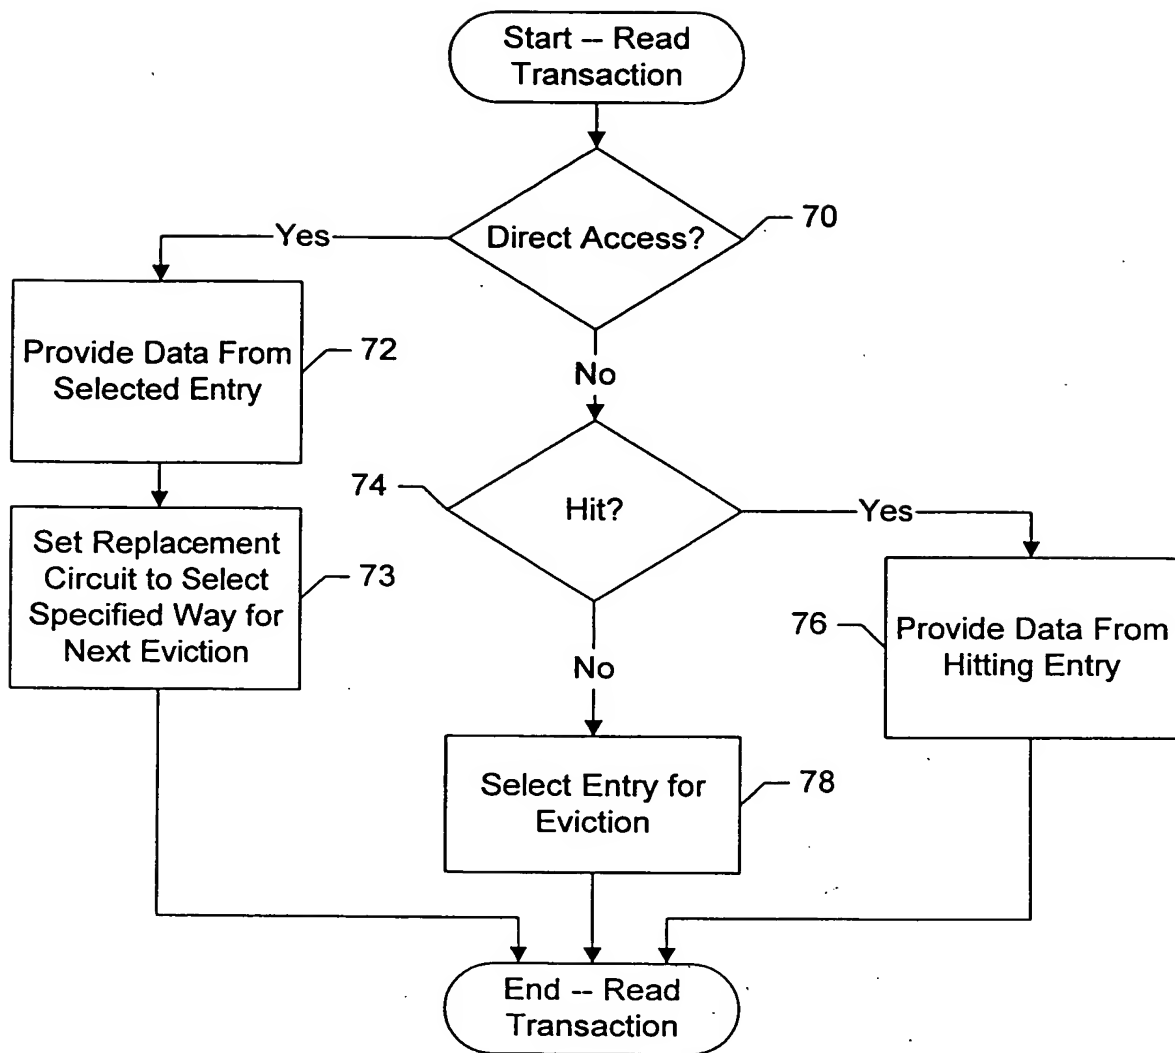 Start -- Read
Transaction
Direct Access?
70
Yes
No
Provide Data From
Selected Entry
72
Set Replacement
Circuit to Select
Specified Way for
Next Eviction
73
74
Hit?
Yes
No
76
Provide Data From
Hitting Entry
Select Entry for
Eviction
78
End -- Read
Transaction